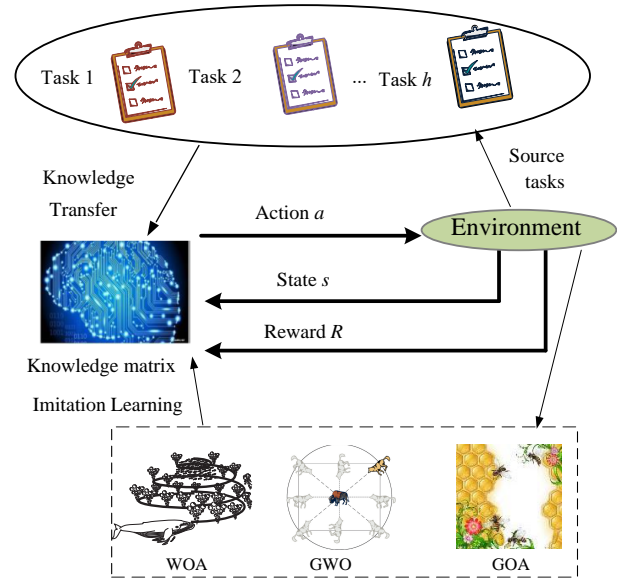 Task 1
Task 2
...
Task h
Source
tasks
Knowledge
Transfer
Action a
Environment
State s
Reward R
Knowledge matrix
Imitation Learning
WOA
GWO
GOA